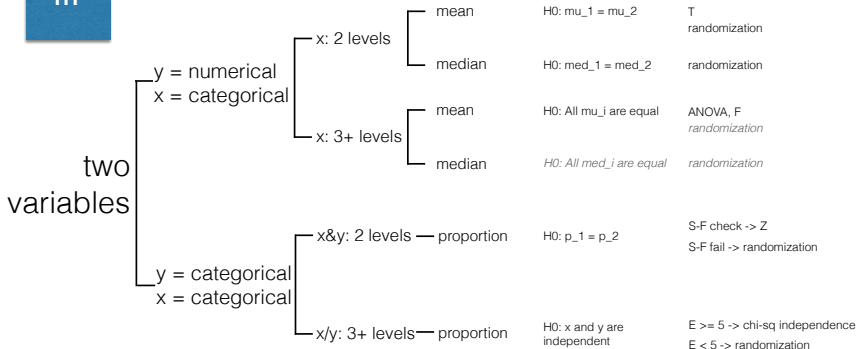 mean H0: mu_1 = mu_2 T
randomization
x: 2 levels
median H0: med_1 = med_2 randomization
y = numerical
x = categorical
mean H0: All mu_i are equal ANOVA, F
randomization
x: 3+ levels
median H0: All med_i are equal randomization
two
variables
x&y: 2 levels proportion H0: p_1 = p_2 S-F check -> Z
S-F fail -> randomization
y = categorical
x = categorical
x/y: 3+ levels proportion H0: x and y are
independent
E >= 5 -> chi-sq independence
E < 5 -> randomization